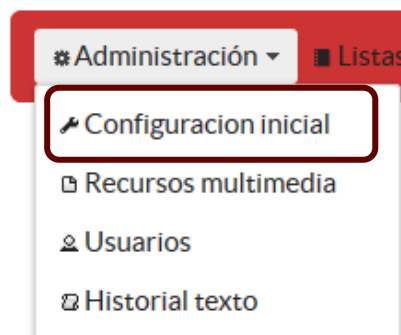 Administración Listas
Configuracion inicial
Recursos multimedia
Usuarios
Historial texto